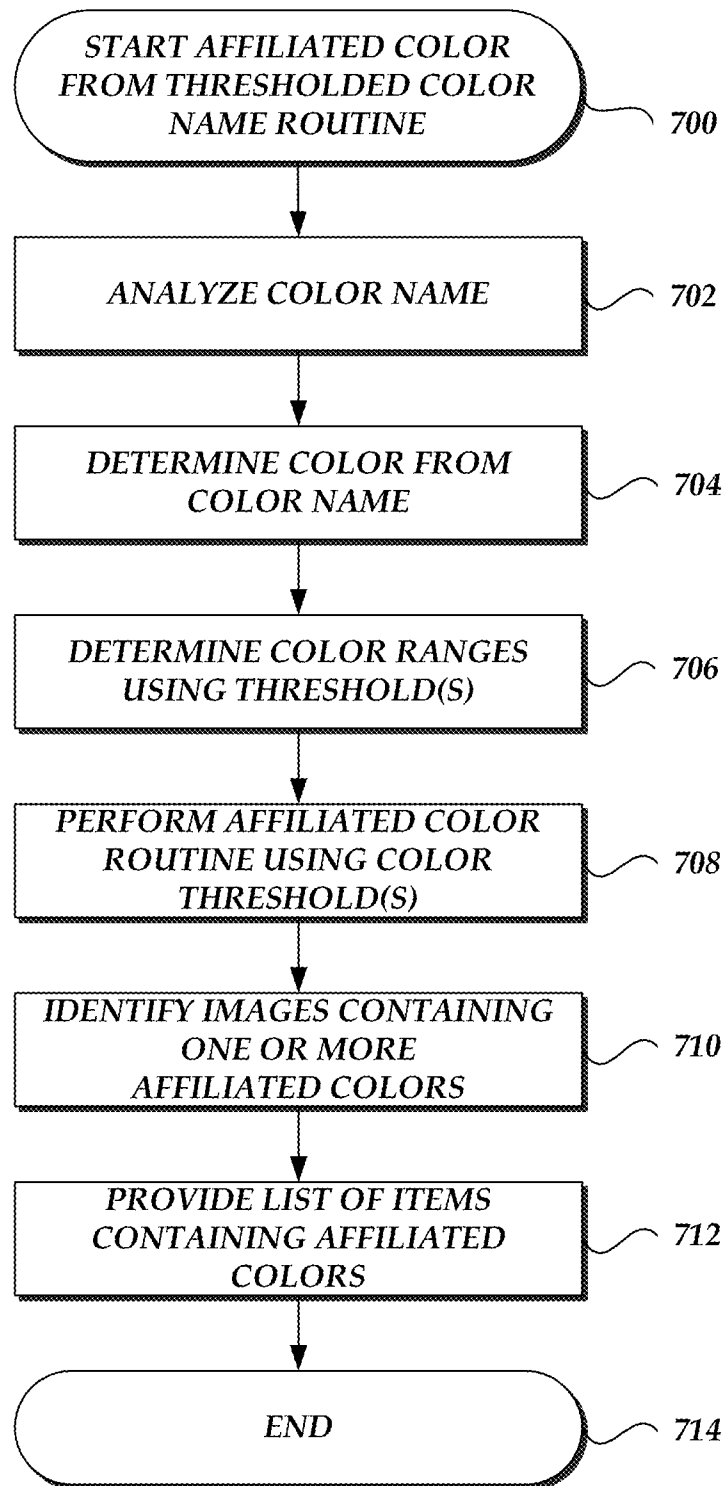 START AFFILIATED COLOR
FROM THRESHOLDED COLOR
NAME ROUTINE
700
ANALYZE COLOR NAME
702
DETERMINE COLOR FROM
COLOR NAME
704
DETERMINE COLOR RANGES
USING THRESHOLD(S)
706
PERFORM AFFILIATED COLOR
ROUTINE USING COLOR
THRESHOLD(S)
708
IDENTIFY IMAGES CONTAINING
ONE OR MORE
AFFILIATED COLORS
710
PROVIDE LIST OF ITEMS
CONTAINING AFFILIATED
COLORS
712
END
714